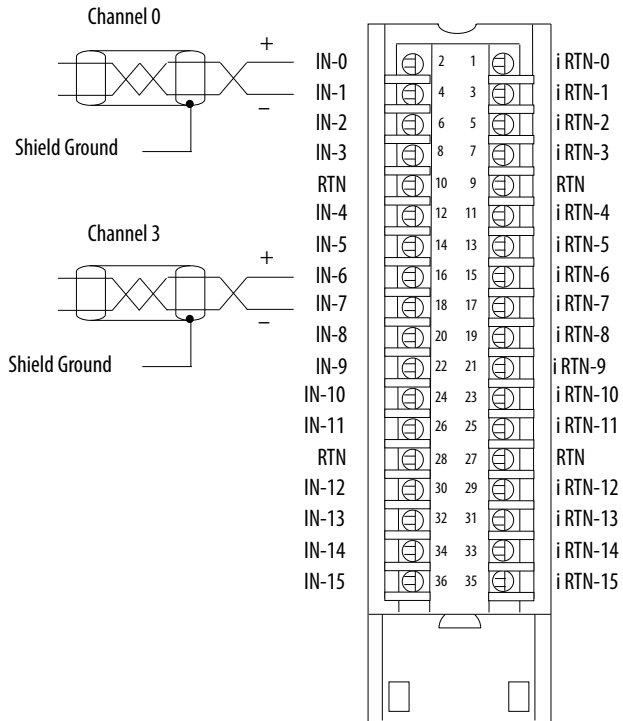 Channel 0
+
−
Shield Ground
Channel 3
+
−
Shield Ground
IN-0 2 1 i RTN-0
IN-1 4 3 i RTN-1
IN-2 6 5 i RTN-2
IN-3 8 7 i RTN-3
RTN 10 9 RTN
IN-4 12 11 i RTN-4
IN-5 14 13 i RTN-5
IN-6 16 15 i RTN-6
IN-7 18 17 i RTN-7
IN-8 20 19 i RTN-8
IN-9 22 21 i RTN-9
IN-10 24 23 i RTN-10
IN-11 26 25 i RTN-11
RTN 28 27 RTN
IN-12 30 29 i RTN-12
IN-13 32 31 i RTN-13
IN-14 34 33 i RTN-14
IN-15 36 35 i RTN-15